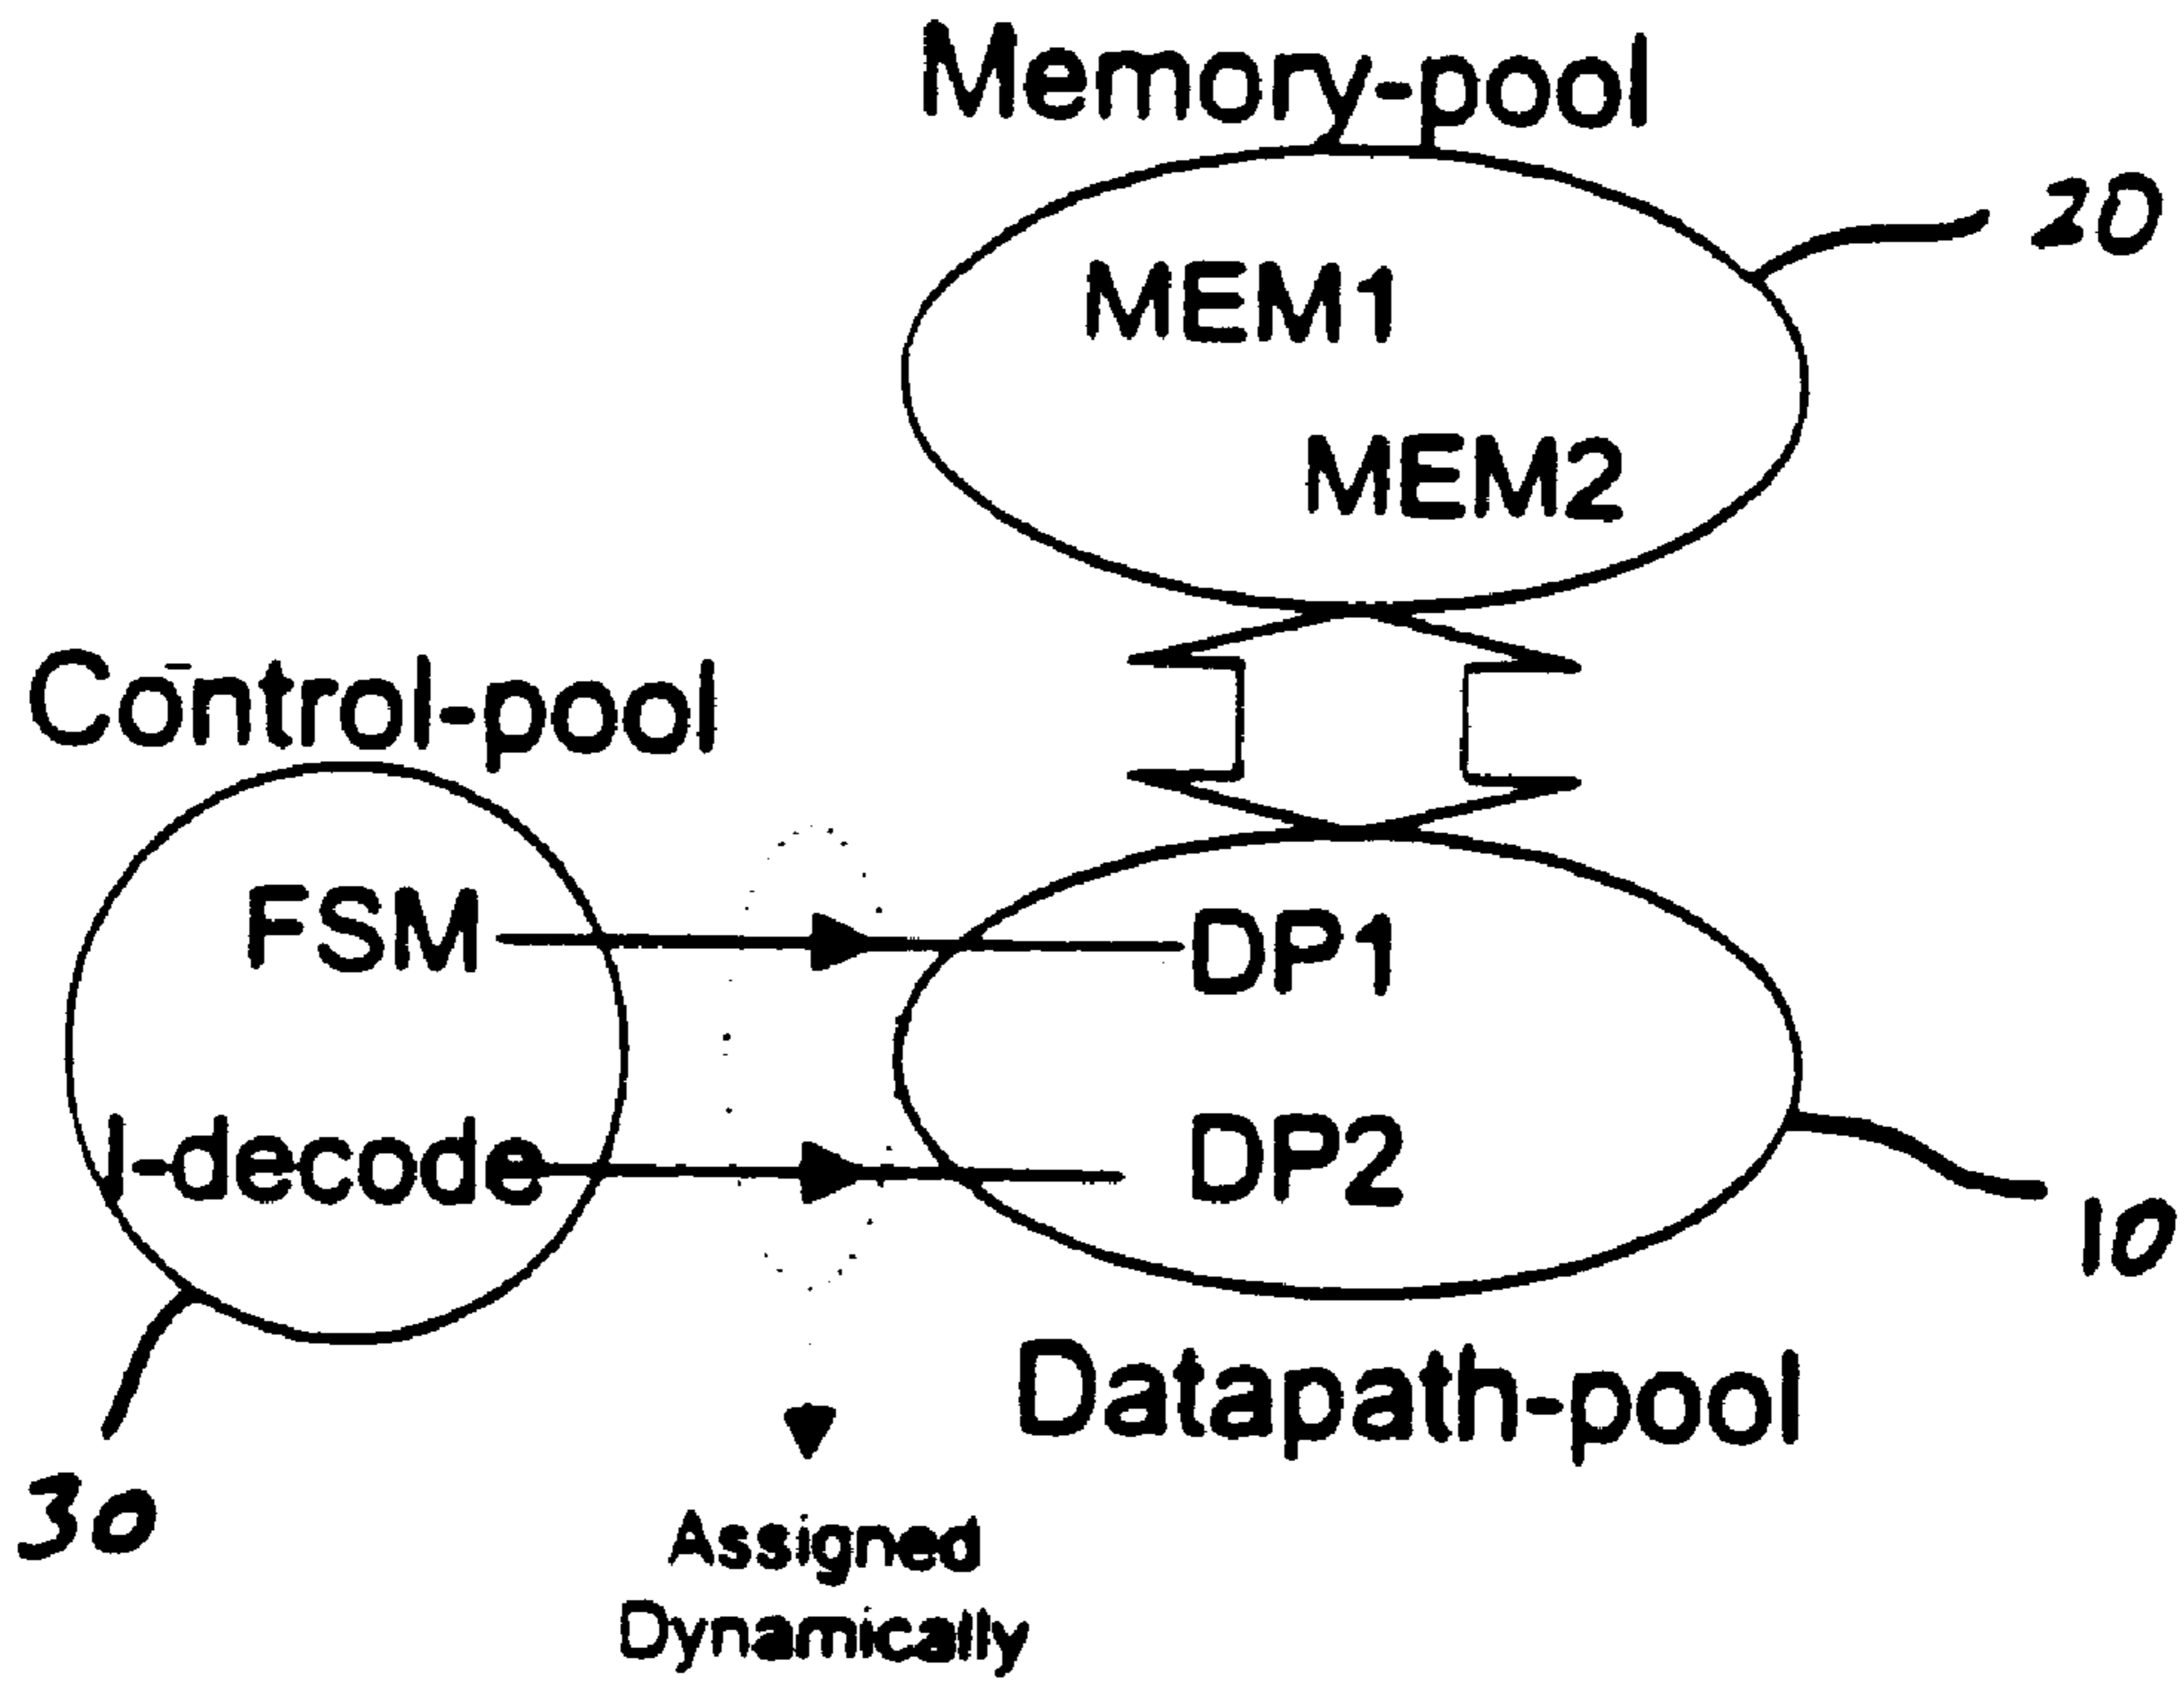 Memory-pool
20
MEM1
MEM2
Control-pool
FSM
DP1
I-decode
DP2
10
Datapath-pool
30
Assigned
Dynamically